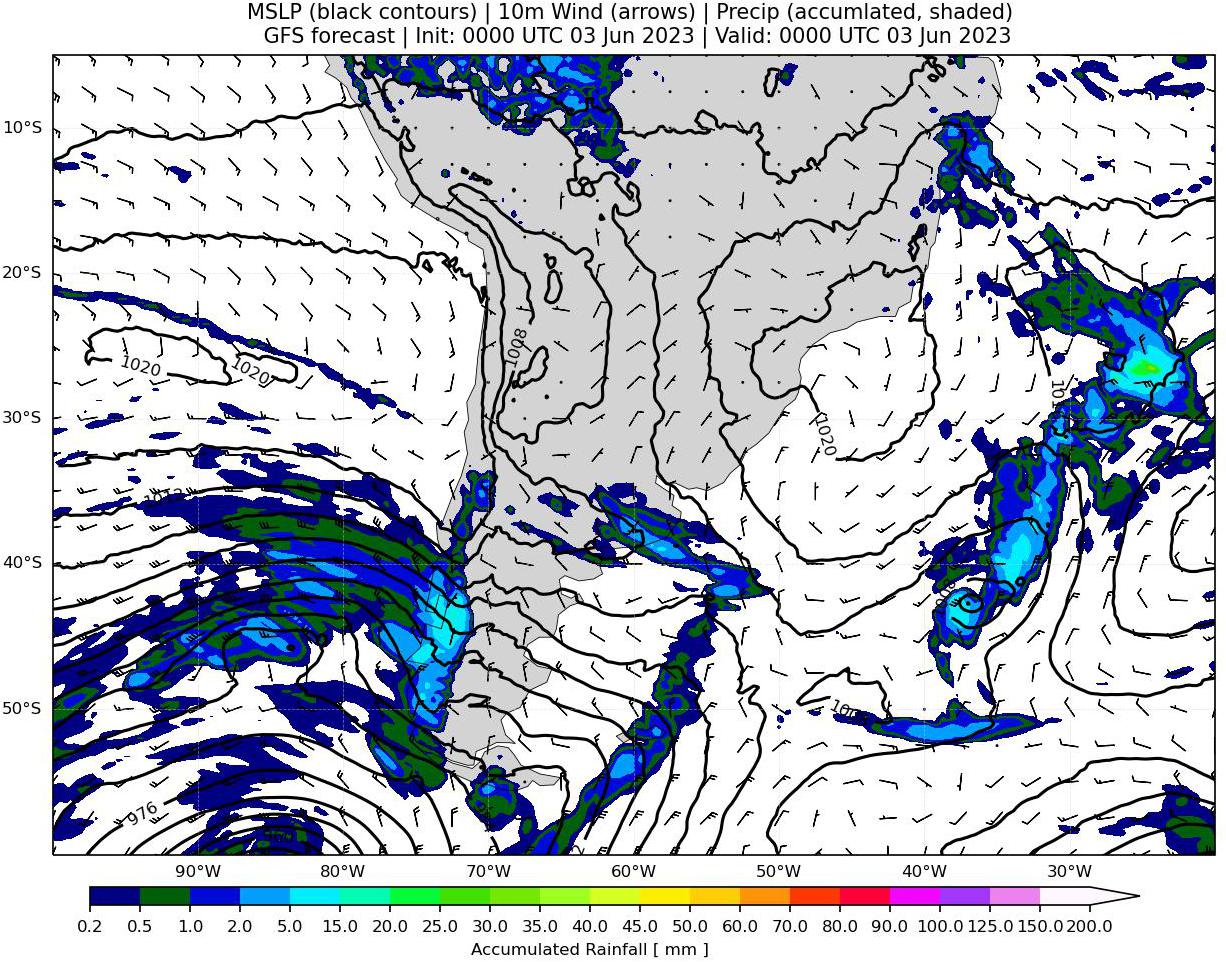 MSLP (black contours) | 10m Wind (arrows) | Precip (accumlated, shaded)
GFS forecast | Init: 0000 UTC 03 Jun 2023 | Valid: 0000 UTC 03 Jun 2023
10°S
20°S
1008
1020
1020
30°S
1020
1012
40°S
50°S
976
90°W 80°W 70°W 60°W 50°W 40°W 30°W
0.2 0.5 1.0 2.0 5.0 15.0 20.0 25.0 30.0 35.0 40.0 45.0 50.0 60.0 70.0 80.0 90.0 100.0 125.0 150.0 200.0
Accumulated Rainfall [ mm ]